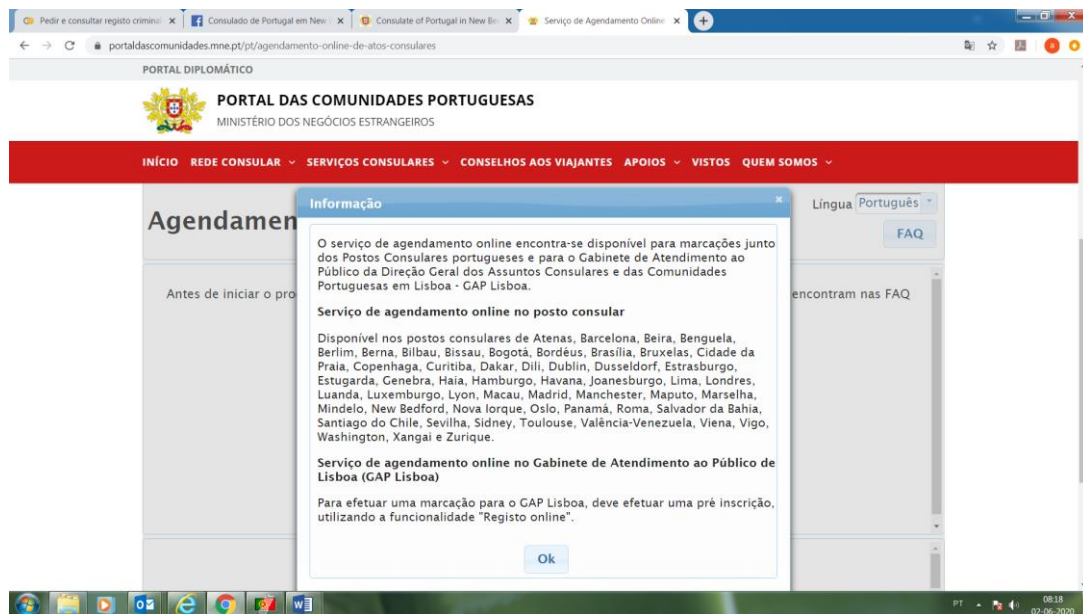 Pedir e consultar registo crimina
Consulado de Portugal em New
Consulate of Portugal in New Be
Serviço de Agendamento Online
portaldascomunidades.mne.pt/pt/agendamento-online-de-atos-consulares
PORTAL DIPLOMÁTICO
PORTAL DAS COMUNIDADES PORTUGUESAS
MINISTÉRIO DOS NEGÓCIOS ESTRANGEIROS
INÍCIO REDE CONSULAR SERVIÇOS CONSULARES CONSELHOS AOS VIAJANTES APOIOS VISTOS QUEM SOMOS
Informação
Língua Português
Agendamen
FAQ
O serviço de agendamento online encontra-se disponível para marcações junto
dos Postos Consulares portugueses e para o Gabinete de Atendimento ao
Público da Direção Geral dos Assuntos Consulares e das Comunidades
Portuguesas em Lisboa - GAP Lisboa.
Antes de iniciar o pro
encontram nas FAQ
Serviço de agendamento online no posto consular
Disponível nos postos consulares de Atenas, Barcelona, Beira, Benguela,
Berlim, Berna, Bilbau, Bissau, Bogotá, Bordéus, Brasília, Bruxelas, Cidade da
Praia, Copenhaga, Curitiba, Dakar, Dili, Dublin, Dusseldorf, Estrasburgo,
Estugarda, Genebra, Haia, Hamburgo, Havana, Joanesburgo, Lima, Londres,
Luanda, Luxemburgo, Lyon, Macau, Madrid, Manchester, Maputo, Marselha,
Mindelo, New Bedford, Nova Iorque, Oslo, Panamá, Roma, Salvador da Bahia,
Santiago do Chile, Sevilha, Sidney, Toulouse, Valência-Venezuela, Viena, Vigo,
Washington, Xangai e Zurique.
Serviço de agendamento online no Gabinete de Atendimento ao Público de
Lisboa (GAP Lisboa)
Para efetuar uma marcação para o GAP Lisboa, deve efetuar uma pré inscrição,
utilizando a funcionalidade "Registo online".
Ok
PT
08:18
02-06-2020